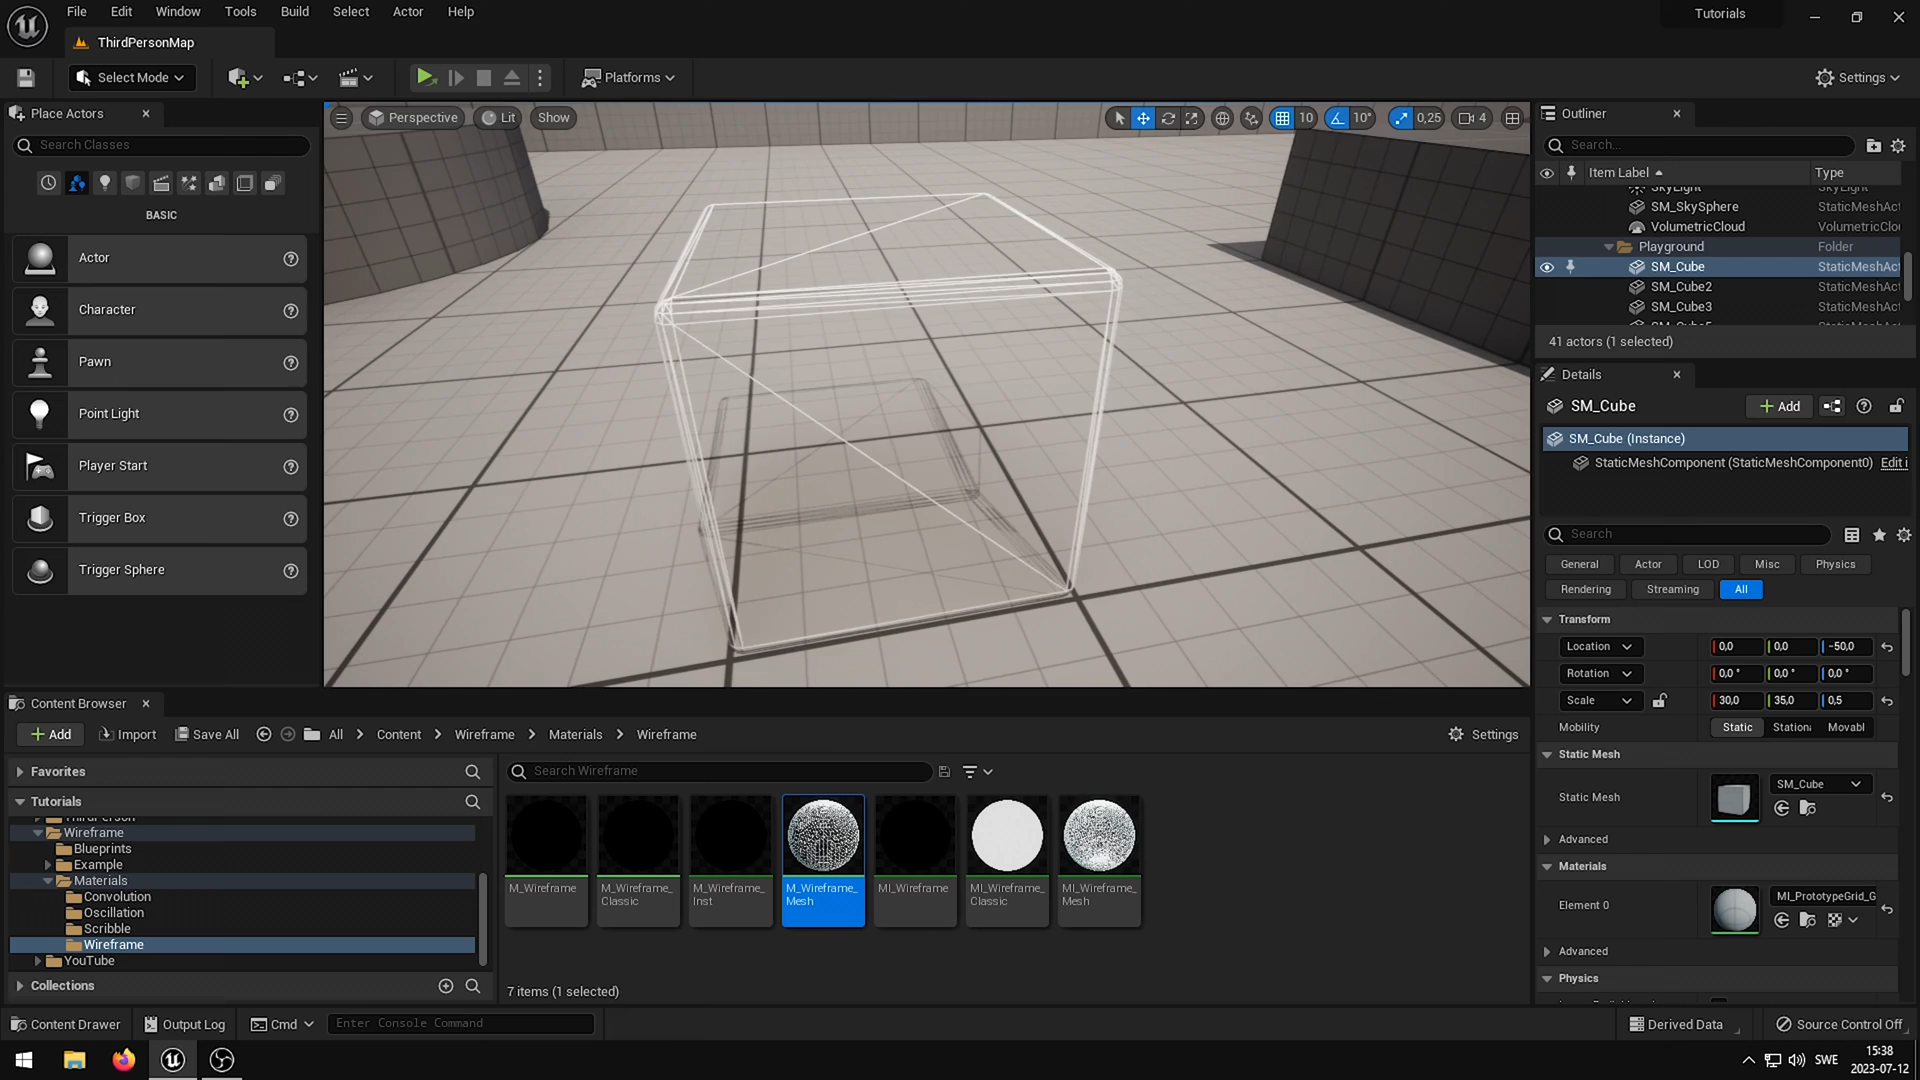 File Edit Window Tools Build Select Actor Help
Tutorials
ThirdPersonMap
Select Mode
Platforms
Settings
Place Actors
Search Classes
BASIC
Actor
Character
Pawn
Point Light
Player Start
Trigger Box
Trigger Sphere
Perspective
Lit
Show
10
10°
0,25
4
Outliner
Search...
Item Label
Type
SkyLight
SM_SkySphere
StaticMeshAct
VolumetricCloud
VolumetricClou
Playground
Folder
SM_Cube
StaticMeshAct
SM_Cube2
StaticMeshAct
SM_Cube3
StaticMeshAct
41 actors (1 selected)
Details
SM_Cube
Add
SM_Cube (Instance)
StaticMeshComponent (StaticMeshComponent0)
Edit i
Search
General Actor LOD Misc Physics
Rendering Streaming All
Transform
Location 0,0 0,0 -50,0
Rotation 0,0 ° 0,0 ° 0,0 °
Scale 30,0 35,0 0,5
Mobility Static Station Movabl
Static Mesh
Static Mesh
SM_Cube
Advanced
Materials
Element 0
MI_PrototypeGrid_G
Advanced
Physics
Content Browser
Add
Import
Save All
All > Content > Wireframe > Materials > Wireframe
Settings
Favorites
Tutorials
ThirdPerson
Wireframe
Blueprints
Example
Materials
Convolution
Oscillation
Scribble
Wireframe
YouTube
Collections
Search Wireframe
M_Wireframe
M_Wireframe_
Classic
M_Wireframe_
Inst
M_Wireframe_
Mesh
MI_Wireframe
MI_Wireframe_
Classic
MI_Wireframe_
Mesh
7 items (1 selected)
Content Drawer
Output Log
Cmd
Enter Console Command
Derived Data
Source Control Off
SWE
15:38
2023-07-12